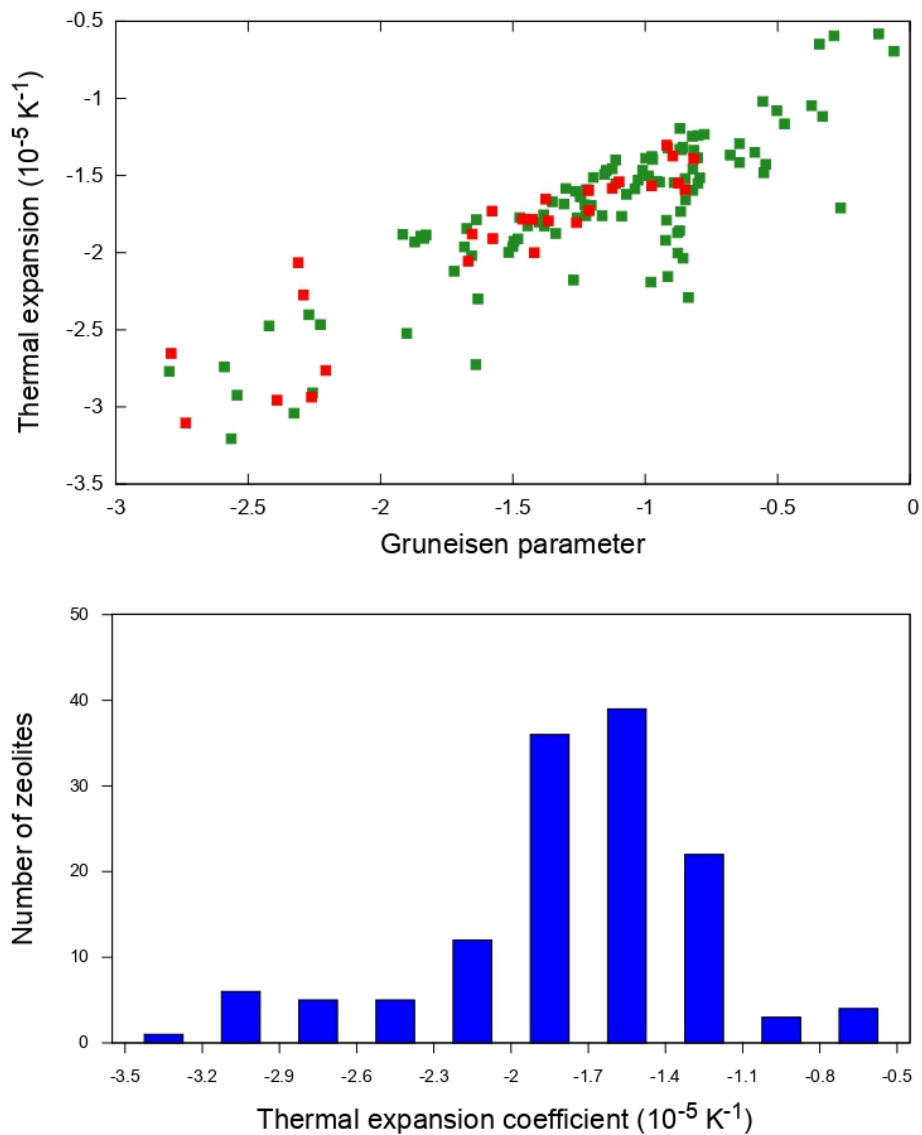 -0.5
-1
-1.5
-2
-2.5
-3
-3.5
Thermal expansion (10-5 K-1)
-3 -2.5 -2 -1.5 -1 -0.5 0
Gruneisen parameter
50
40
30
20
10
0
Number of zeolites
-3.5 -3.2 -2.9 -2.6 -2.3 -2 -1.7 -1.4 -1.1 -0.8 -0.5
Thermal expansion coefficient (10-5 K-1)